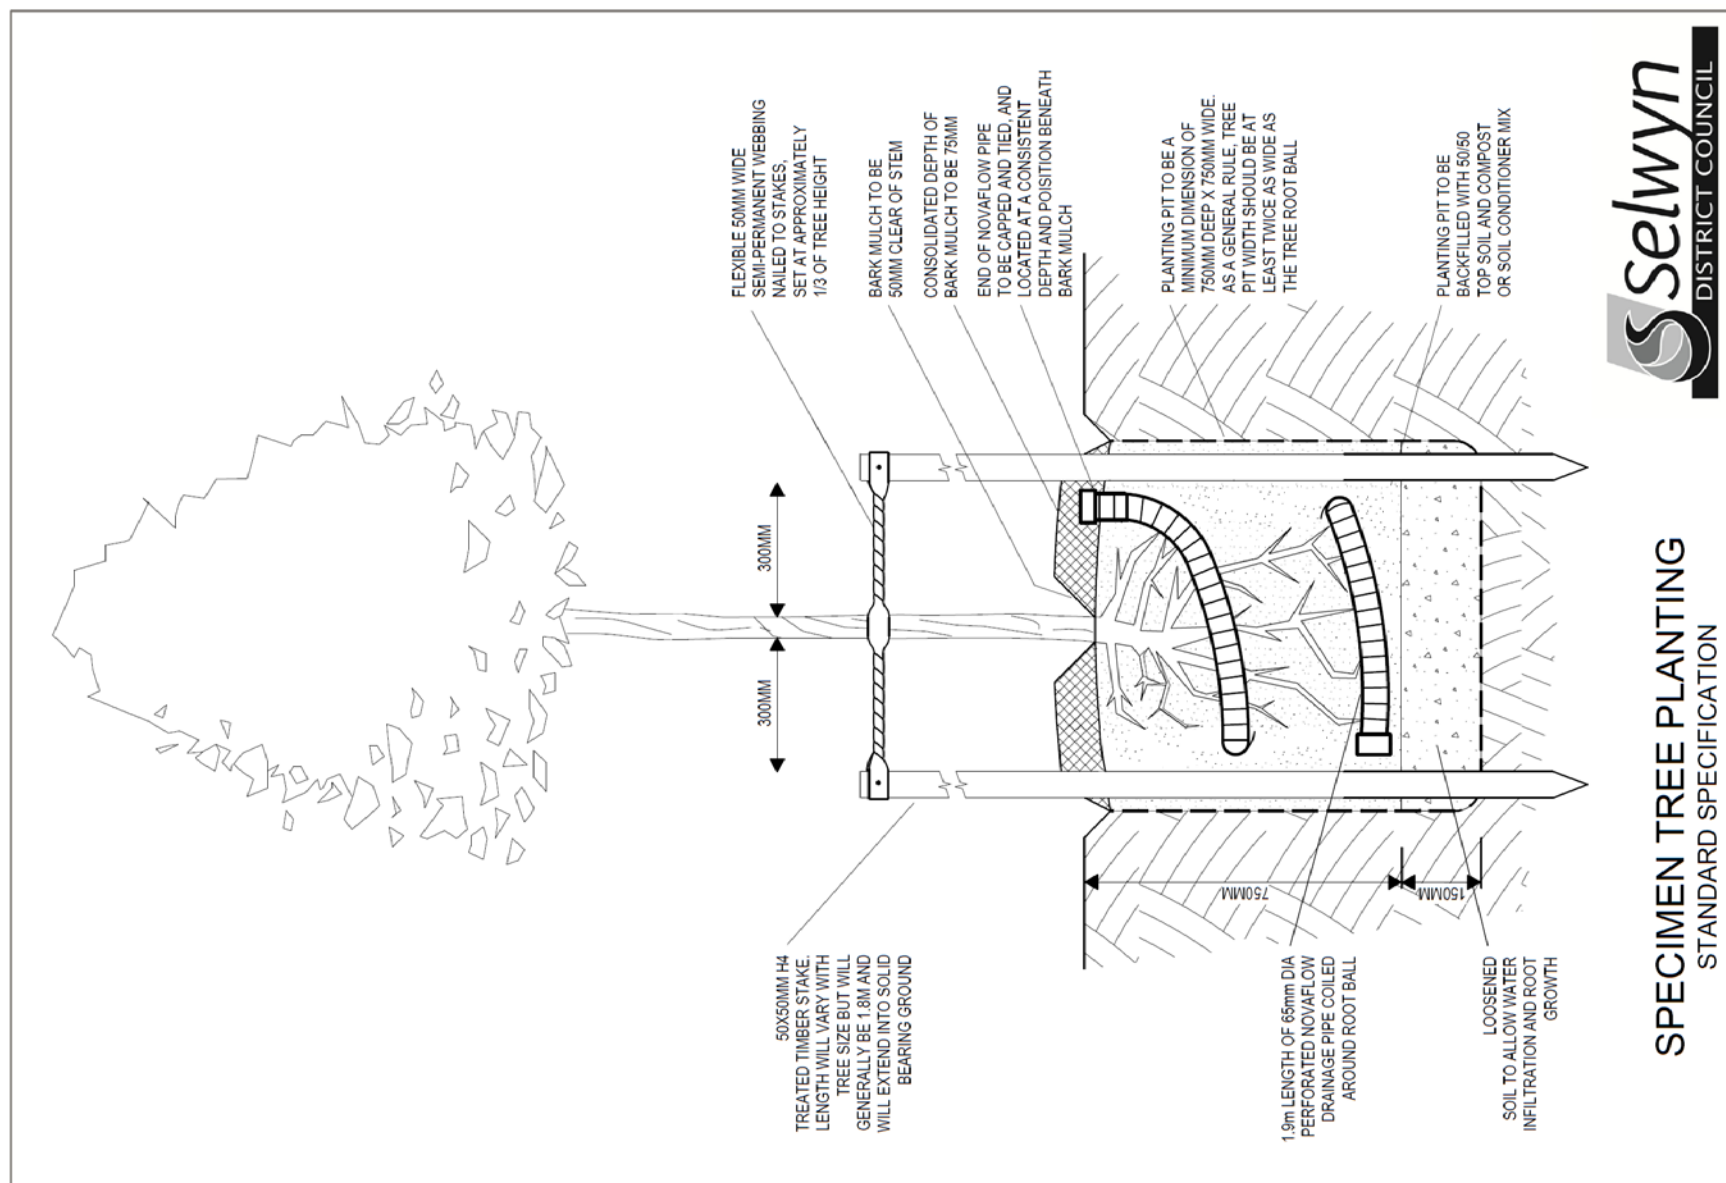 FLEXIBLE 50MM WIDE
SEMI-PERMANENT WEBBING
NAILED TO STAKES,
SET AT APPROXIMATELY
1/3 OF TREE HEIGHT
BARK MULCH TO BE
50MM CLEAR OF STEM
CONSOLIDATED DEPTH OF
BARK MULCH TO BE 75MM
END OF NOVAFLOW PIPE
TO BE CAPPED AND TIED, AND
LOCATED AT A CONSISTENT
DEPTH AND POISITION BENEATH
BARK MULCH
PLANTING PIT TO BE A
MINIMUM DIMENSION OF
750MM DEEP X 750MM WIDE.
AS A GENERAL RULE, TREE
PIT WIDTH SHOULD BE AT
LEAST TWICE AS WIDE AS
THE TREE ROOT BALL
PLANTING PIT TO BE
BACKFILLED WITH 50/50
TOP SOIL AND COMPOST
OR SOIL CONDITIONER MIX
300MM
300MM
750MM
150MM
50X50MM H4
TREATED TIMBER STAKE.
LENGTH WILL VARY WITH
TREE SIZE BUT WILL
GENERALLY BE 1.8M AND
WILL EXTEND INTO SOLID
BEARING GROUND
1.9m LENGTH OF 65mm DIA
PERFORATED NOVAFLOW
DRAINAGE PIPE COILED
AROUND ROOT BALL
LOOSENED
SOIL TO ALLOW WATER
INFILTRATION AND ROOT
GROWTH
SPECIMEN TREE PLANTING
STANDARD SPECIFICATION
Selwyn
DISTRICT COUNCIL